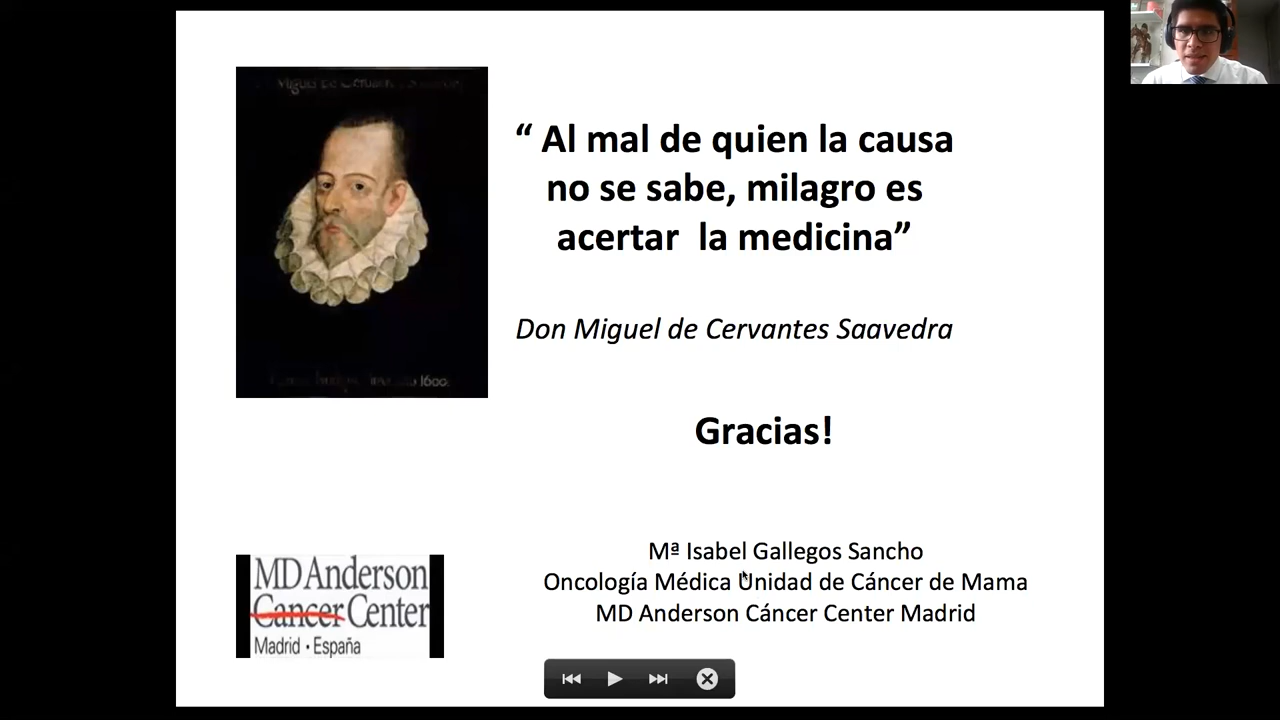 “ Al mal de quien la causa
no se sabe, milagro es
acertar  la medicina”
Don Miguel de Cervantes Saavedra
Gracias!
MD Anderson
Cancer Center
Madrid • España
Mª Isabel Gallegos Sancho
Oncología Médica Unidad de Cáncer de Mama
MD Anderson Cáncer Center Madrid